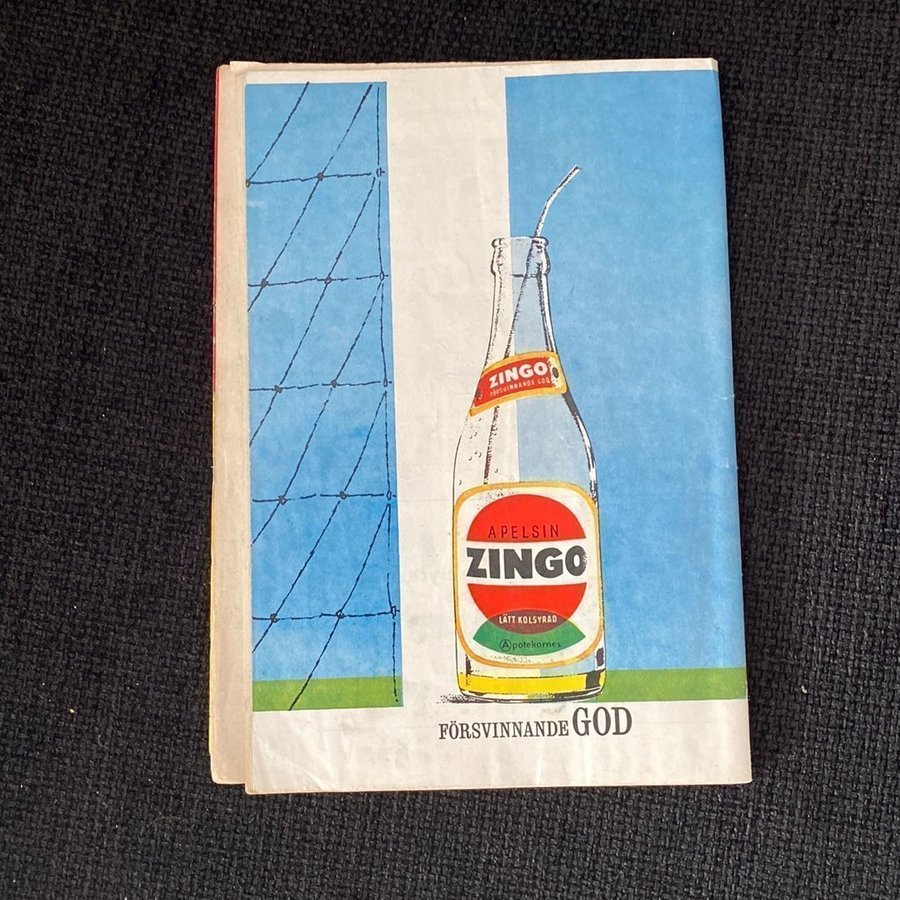 ZINGO
FÖRSVINNANDE GOD
APELSIN
ZINGO
LÄTT KOLSYRAD
Apotekarnes
FÖRSVINNANDE GOD